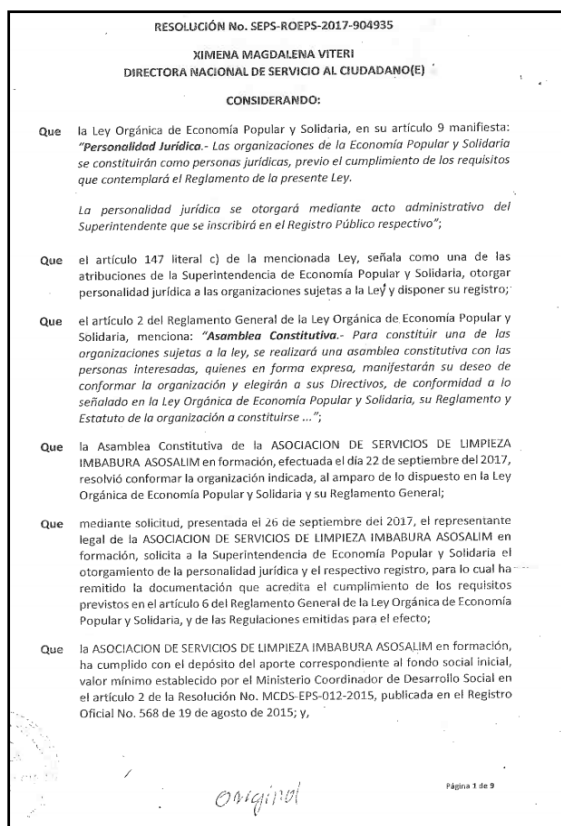 RESOLUCIÓN No. SEPS-ROEPS-2017-904935
XIMENA MAGDALENA VITERI
DIRECTORA NACIONAL DE SERVICIO AL CIUDADANO(E)
CONSIDERANDO:
Que la Ley Orgánica de Economía Popular y Solidaria, en su artículo 9 manifiesta:
"Personalidad Jurídica.- Las organizaciones de la Economía Popular y Solidaria
se constituirán como personas jurídicas, previo el cumplimiento de los requisitos
que contemplará el Reglamento de la presente Ley.
La personalidad jurídica se otorgará mediante acto administrativo del
Superintendente que se inscribirá en el Registro Público respectivo";
Que el artículo 147 literal c) de la mencionada Ley, señala como una de las
atribuciones de la Superintendencia de Economía Popular y Solidaria, otorgar
personalidad jurídica a las organizaciones sujetas a la Ley y disponer su registro;
Que el artículo 2 del Reglamento General de la Ley Orgánica de Economía Popular y
Solidaria, menciona: "Asamblea Constitutiva.- Para constituir una de las
organizaciones sujetas a la ley, se realizará una asamblea constitutiva con las
personas interesadas, quienes en forma expresa, manifestarán su deseo de
conformar la organización y elegirán a sus Directivos, de conformidad a lo
señalado en la Ley Orgánica de Economía Popular y Solidaria, su Reglamento y
Estatuto de la organización a constituirse ...";
Que la Asamblea Constitutiva de la ASOCIACION DE SERVICIOS DE LIMPIEZA
IMBABURA ASOSALIM en formación, efectuada el día 22 de septiembre del 2017,
resolvió conformar la organización indicada, al amparo de lo dispuesto en la Ley
Orgánica de Economía Popular y Solidaria y su Reglamento General;
Que mediante solicitud, presentada el 26 de septiembre del 2017, el representante
legal de la ASOCIACION DE SERVICIOS DE LIMPIEZA IMBABURA ASOSALIM en
formación, solicita a la Superintendencia de Economía Popular y Solidaria el
otorgamiento de la personalidad jurídica y el respectivo registro, para lo cual ha
remitido la documentación que acredita el cumplimiento de los requisitos
previstos en el artículo 6 del Reglamento General de la Ley Orgánica de Economía
Popular y Solidaria, y de las Regulaciones emitidas para el efecto;
Que la ASOCIACION DE SERVICIOS DE LIMPIEZA IMBABURA ASOSALIM en formación,
ha cumplido con el depósito del aporte correspondiente al fondo social inicial,
valor mínimo establecido por el Ministerio Coordinador de Desarrollo Social en
el artículo 2 de la Resolución No. MCDS-EPS-012-2015, publicada en el Registro
Oficial No. 568 de 19 de agosto de 2015; y,
Página 1 de 9
original